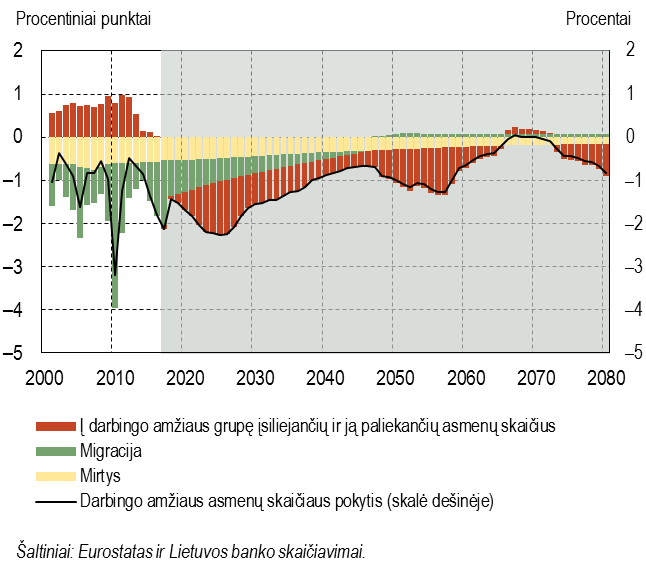 Procentiniai punktai Procentai
2 2
1 1
0 0
–1 –1
–2 –2
–3 –3
–4 –4
–5 –5
2000 2010 2020 2030 2040 2050 2060 2070 2080
Į darbingo amžiaus grupę įsiliejančių ir ją paliekančių asmenų skaičius
Migracija
Mirtys
Darbingo amžiaus asmenų skaičiaus pokytis (skalė dešinėje)
Šaltiniai: Eurostatas ir Lietuvos banko skaičiavimai.